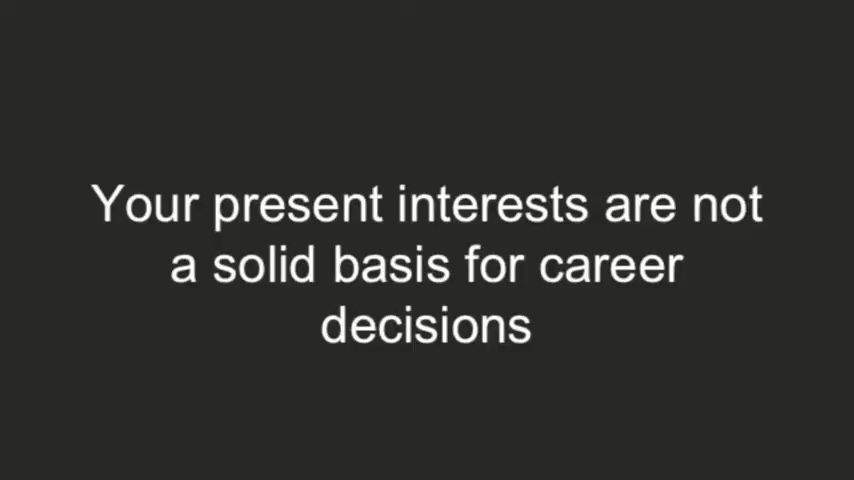 Your present interests are not
a solid basis for career
decisions